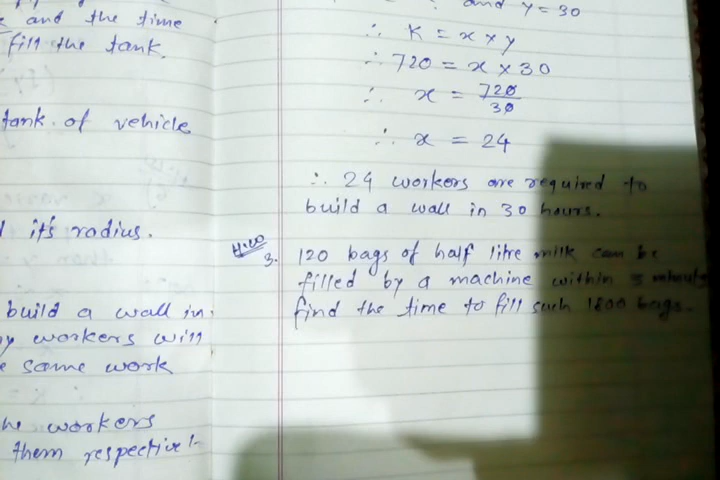 and the time
fill the tank.
tank. of vehicle
it's radius.
build a wall in
workers will
same work
workers
them
and y = 30
∴ K = x × y
∴ 720 = x × 30
∴ x = 720/30
∴ x = 24
∴ 24 workers are required to
build a wall in 30 hours.
H.W
3. 120 bags of half litre milk can be
filled by a machine within 3 minute
find the time to fill such 1800 bags.